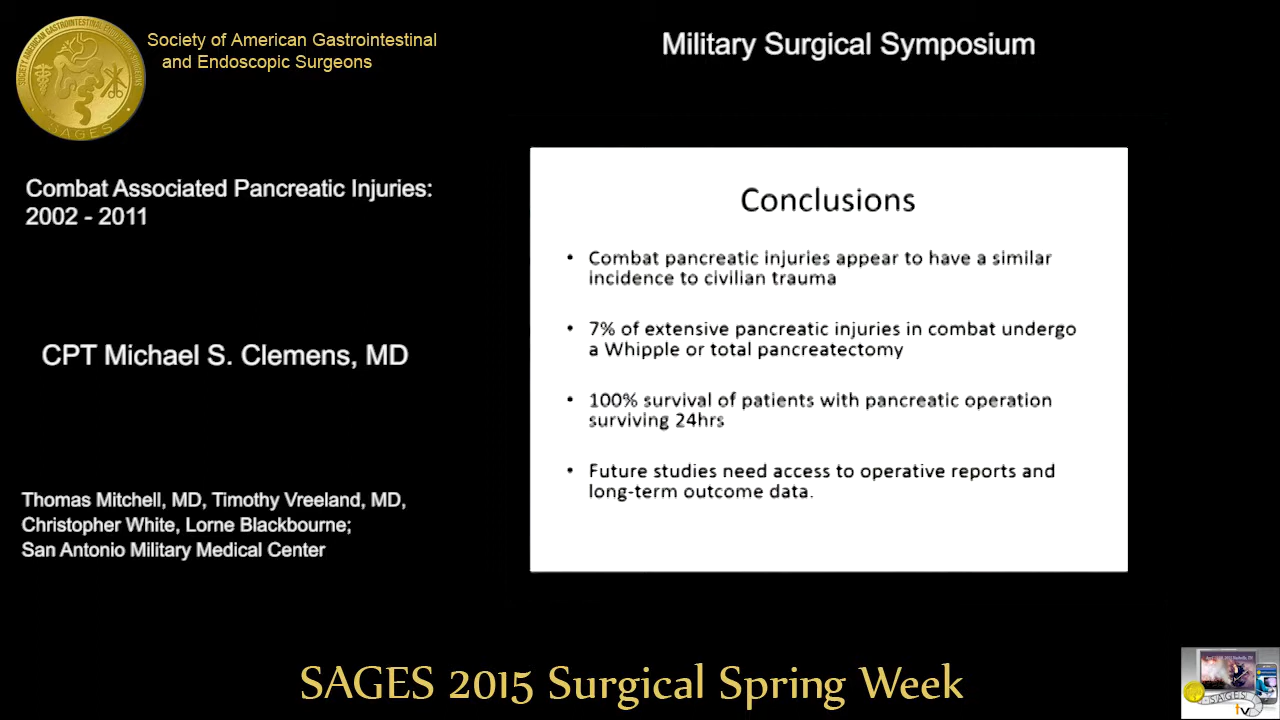 Society of American Gastrointestinal
and Endoscopic Surgeons
SAGES
Military Surgical Symposium
Combat Associated Pancreatic Injuries:
2002 - 2011
CPT Michael S. Clemens, MD
Thomas Mitchell, MD, Timothy Vreeland, MD,
Christopher White, Lorne Blackbourne;
San Antonio Military Medical Center
Conclusions
• Combat pancreatic injuries appear to have a similar
incidence to civilian trauma
• 7% of extensive pancreatic injuries in combat undergo
a Whipple or total pancreatectomy
• 100% survival of patients with pancreatic operation
surviving 24hrs
• Future studies need access to operative reports and
long-term outcome data.
SAGES 2015 Surgical Spring Week
SAGES
tv